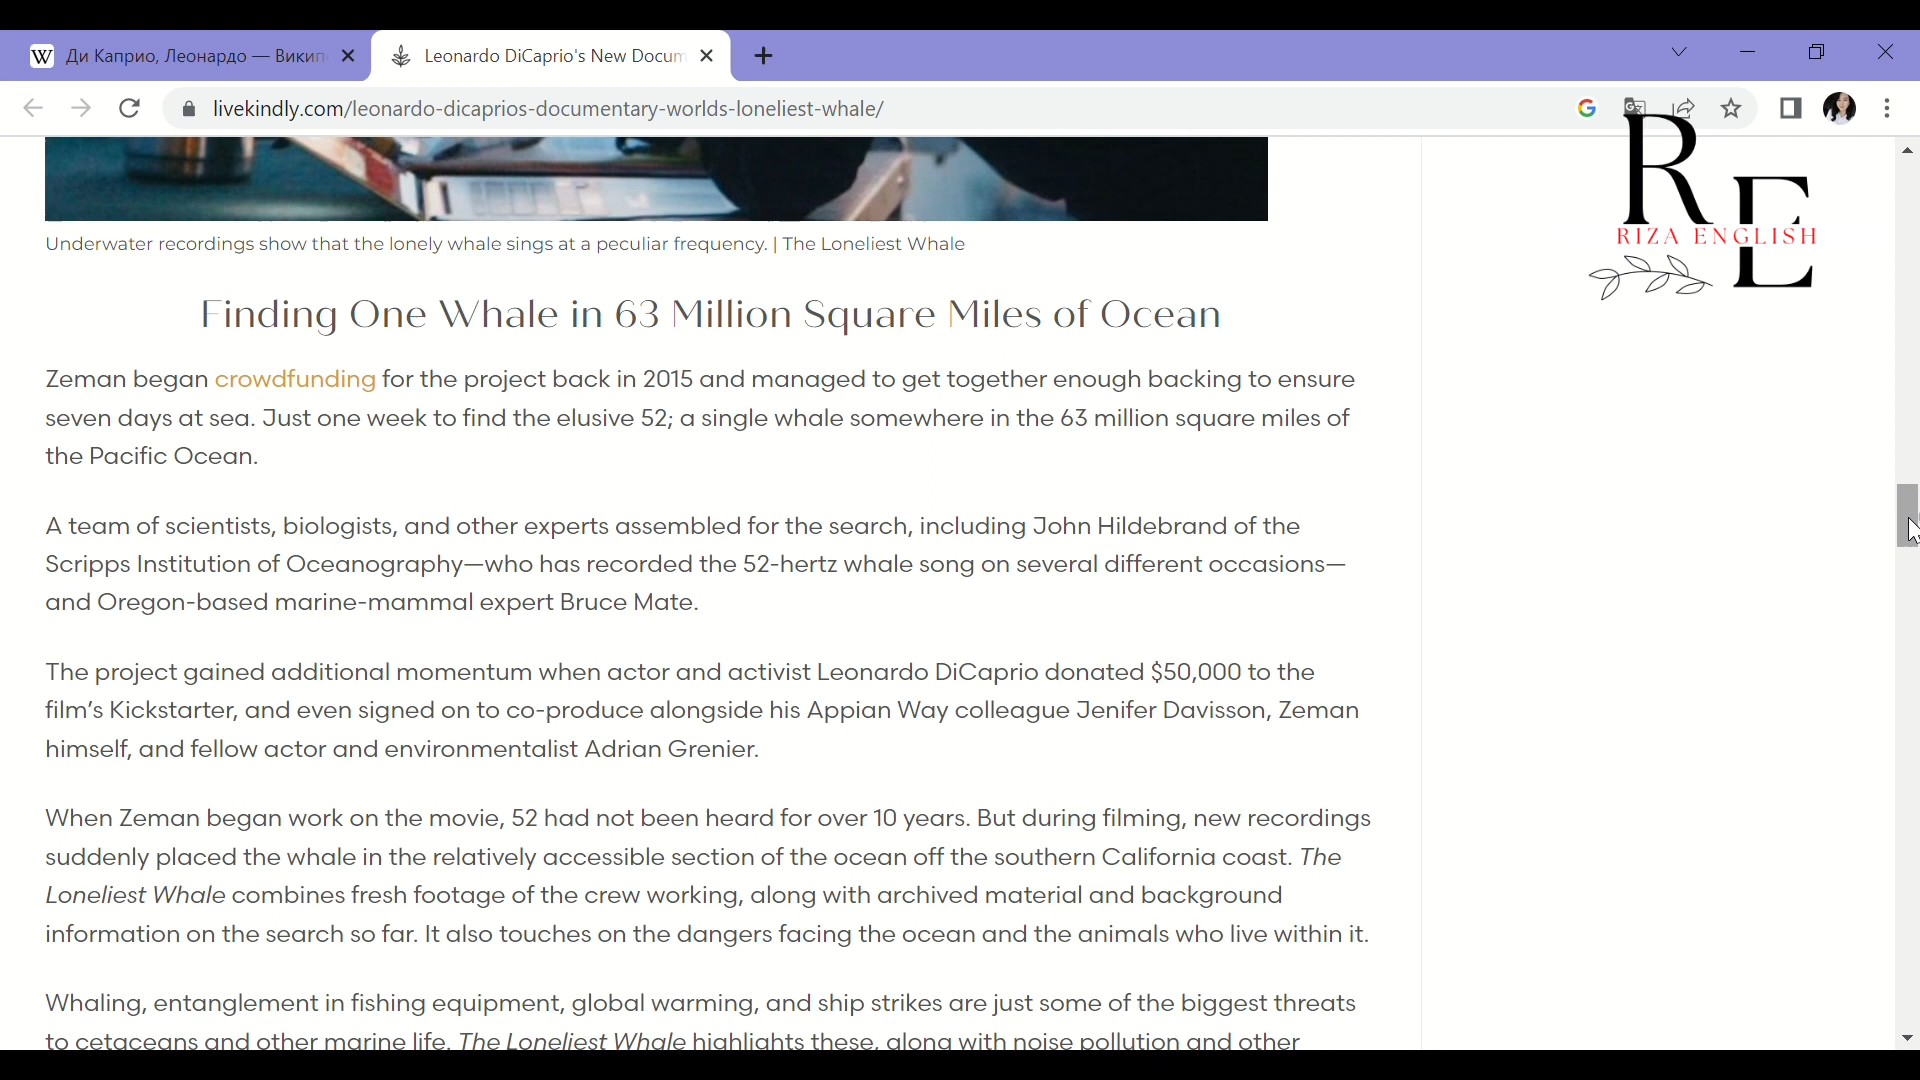 Ди Каприо, Леонардо — Викип
Leonardo DiCaprio's New Docum
livekindly.com/leonardo-dicaprios-documentary-worlds-loneliest-whale/
RE
RIZA ENGLISH
Underwater recordings show that the lonely whale sings at a peculiar frequency. | The Loneliest Whale
Finding One Whale in 63 Million Square Miles of Ocean
Zeman began crowdfunding for the project back in 2015 and managed to get together enough backing to ensure
seven days at sea. Just one week to find the elusive 52; a single whale somewhere in the 63 million square miles of
the Pacific Ocean.
A team of scientists, biologists, and other experts assembled for the search, including John Hildebrand of the
Scripps Institution of Oceanography—who has recorded the 52-hertz whale song on several different occasions—
and Oregon-based marine-mammal expert Bruce Mate.
The project gained additional momentum when actor and activist Leonardo DiCaprio donated $50,000 to the
film's Kickstarter, and even signed on to co-produce alongside his Appian Way colleague Jenifer Davisson, Zeman
himself, and fellow actor and environmentalist Adrian Grenier.
When Zeman began work on the movie, 52 had not been heard for over 10 years. But during filming, new recordings
suddenly placed the whale in the relatively accessible section of the ocean off the southern California coast. The
Loneliest Whale combines fresh footage of the crew working, along with archived material and background
information on the search so far. It also touches on the dangers facing the ocean and the animals who live within it.
Whaling, entanglement in fishing equipment, global warming, and ship strikes are just some of the biggest threats
to cetaceans and other marine life. The Loneliest Whale highlights these, along with noise pollution and other